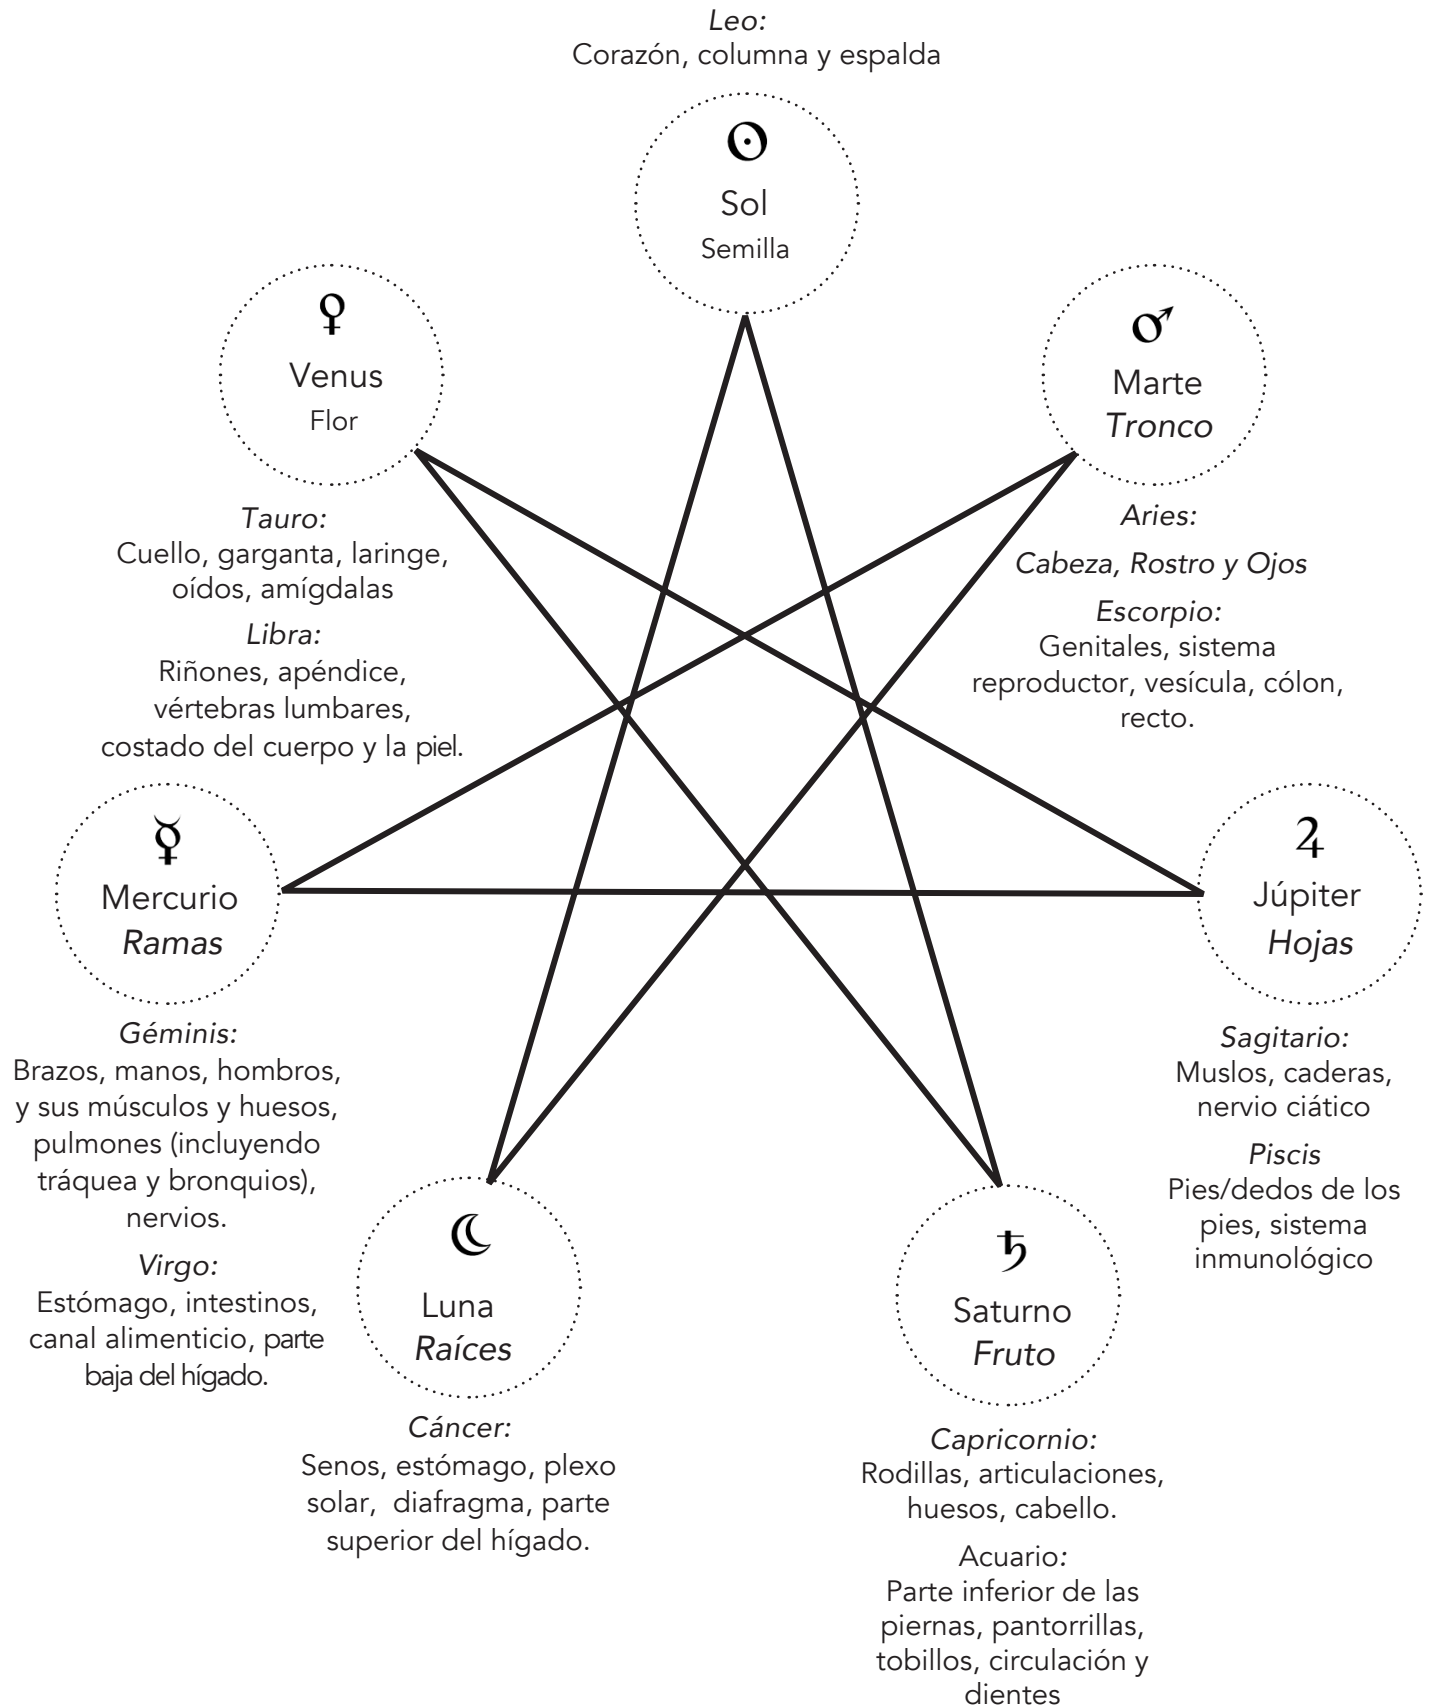 Leo:
Corazón, columna y espalda
Sol
Semilla
Venus
Flor
Tauro:
Cuello, garganta, laringe,
oídos, amígdalas
Libra:
Riñones, apéndice,
vértebras lumbares,
costado del cuerpo y la piel.
Marte
Tronco
Aries:
Cabeza, Rostro y Ojos
Escorpio:
Genitales, sistema
reproductor, vesícula, cólon,
recto.
Mercurio
Ramas
Géminis:
Brazos, manos, hombros,
y sus músculos y huesos,
pulmones (incluyendo
tráquea y bronquios),
nervios.
Virgo:
Estómago, intestinos,
canal alimenticio, parte
baja del hígado.
Júpiter
Hojas
Sagitario:
Muslos, caderas,
nervio ciático
Piscis
Pies/dedos de los
pies, sistema
inmunológico
Luna
Raíces
Cáncer:
Senos, estómago, plexo
solar, diafragma, parte
superior del hígado.
Saturno
Fruto
Capricornio:
Rodillas, articulaciones,
huesos, cabello.
Acuario:
Parte inferior de las
piernas, pantorrillas,
tobillos, circulación y
dientes